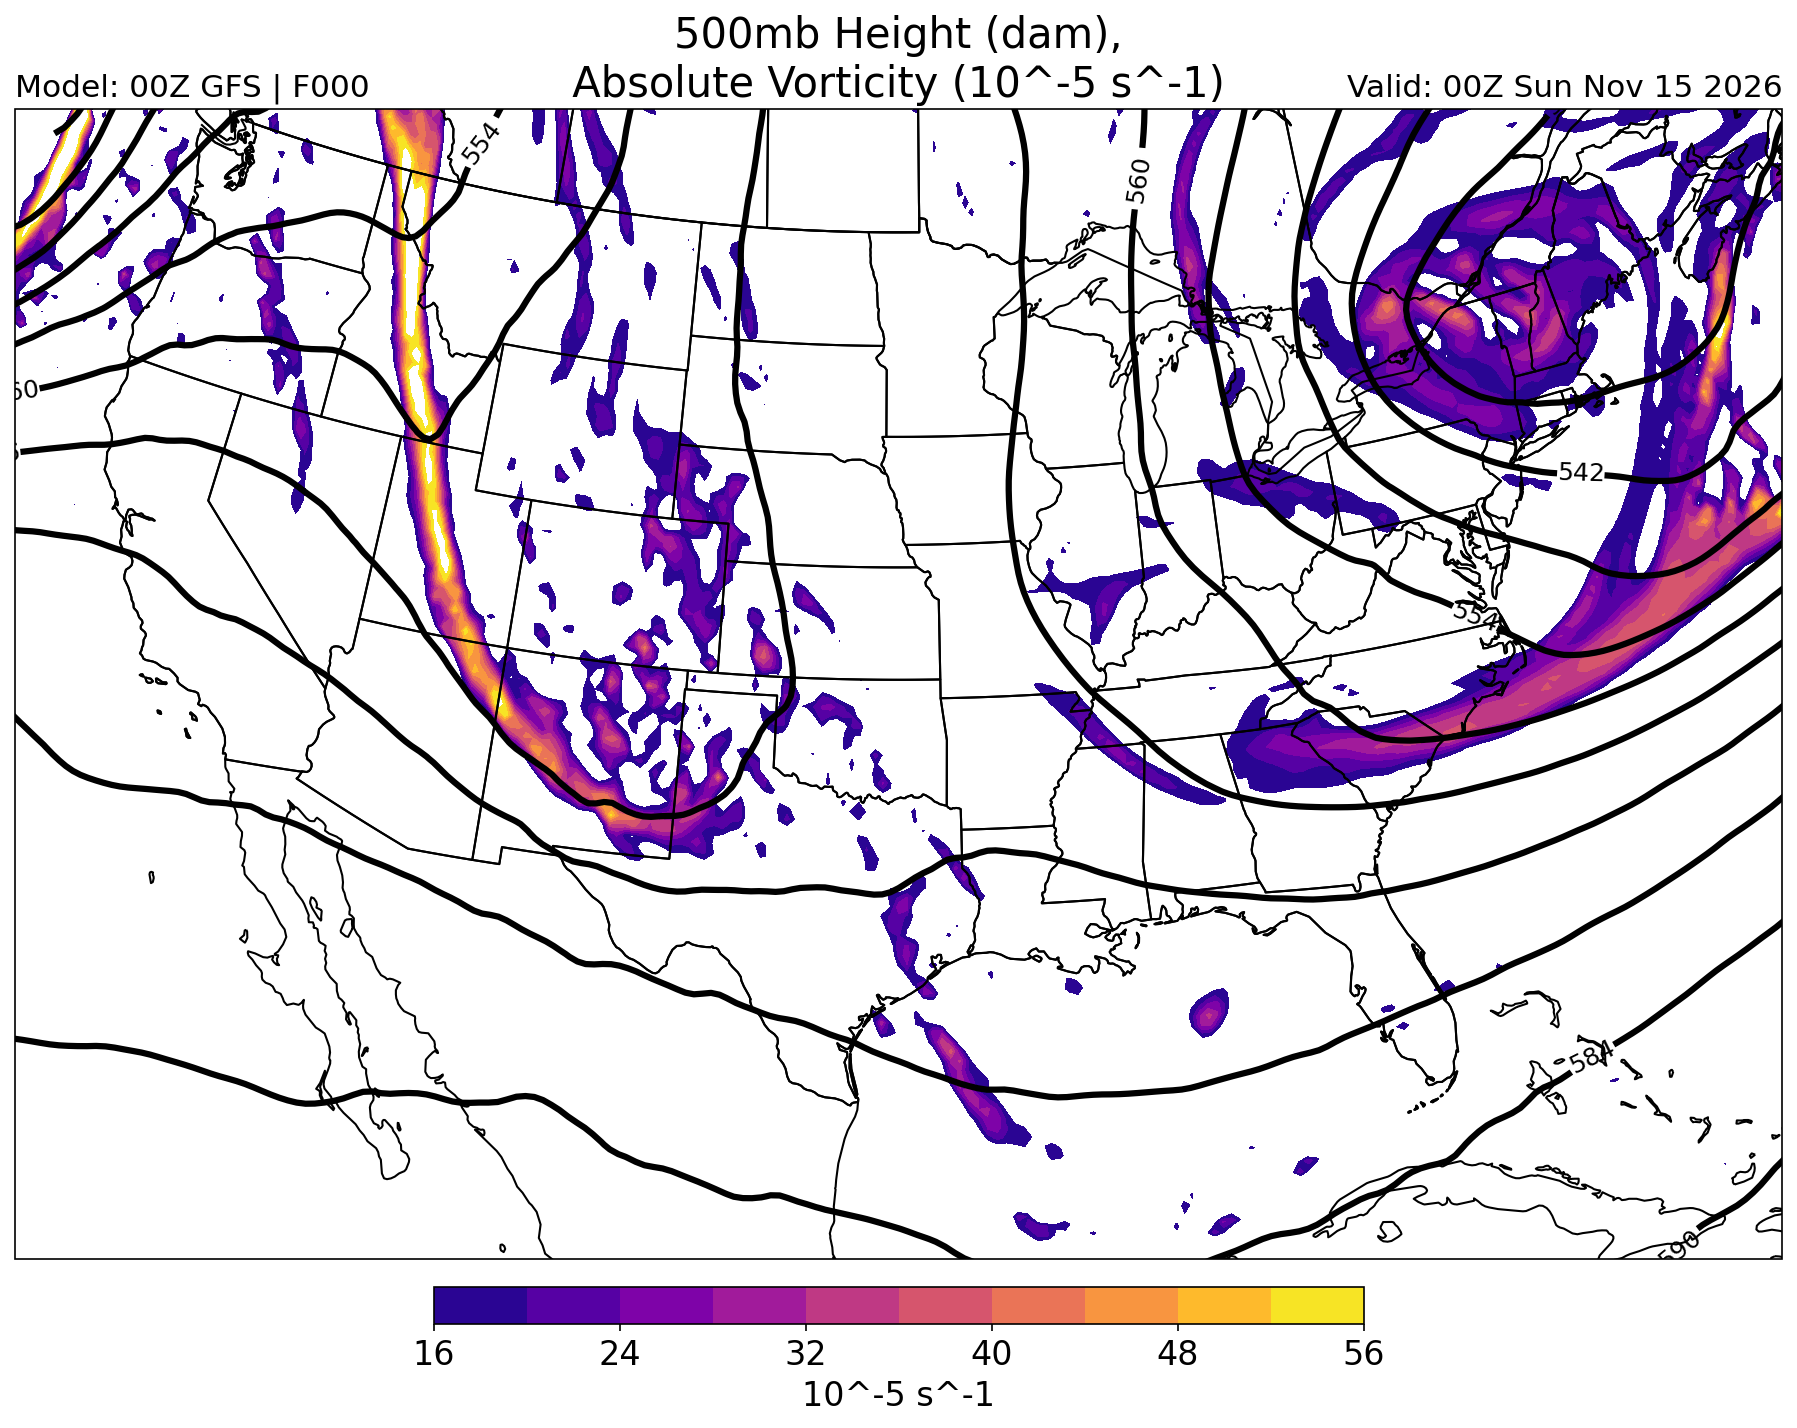 500mb Height (dam),
Absolute Vorticity (10^-5 s^-1)
Model: 00Z GFS | F000
Valid: 00Z Sun Nov 15 2026
554
560
542
554
584
590
16 24 32 40 48 56
10^-5 s^-1